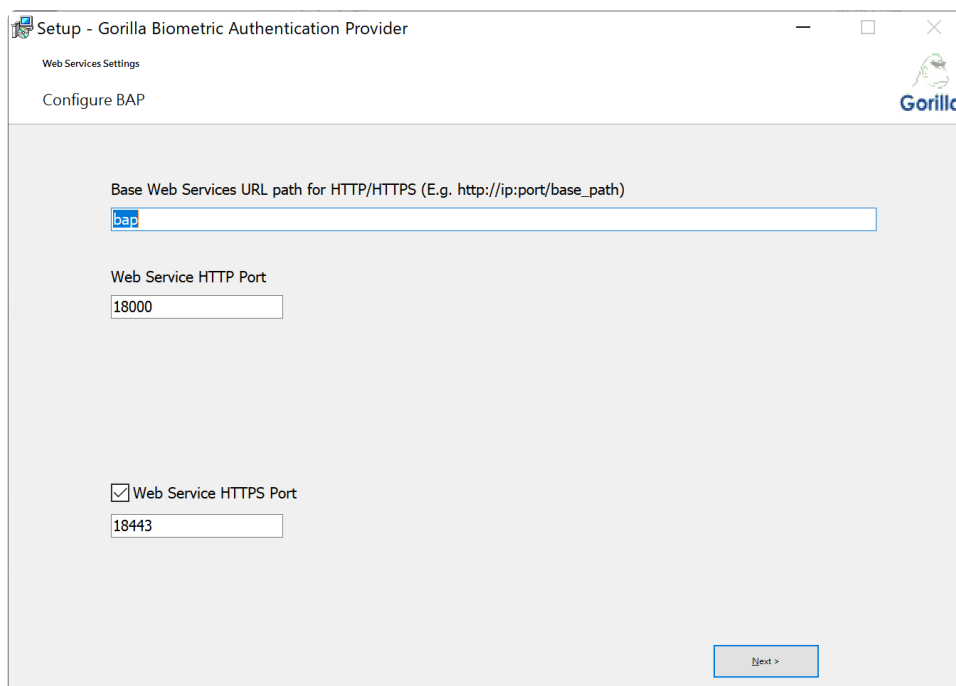 Setup - Gorilla Biometric Authentication Provider
Web Services Settings
Configure BAP
Gorilla
Base Web Services URL path for HTTP/HTTPS (E.g. http://ip:port/base_path)
bap
Web Service HTTP Port
18000
Web Service HTTPS Port
18443
Next >